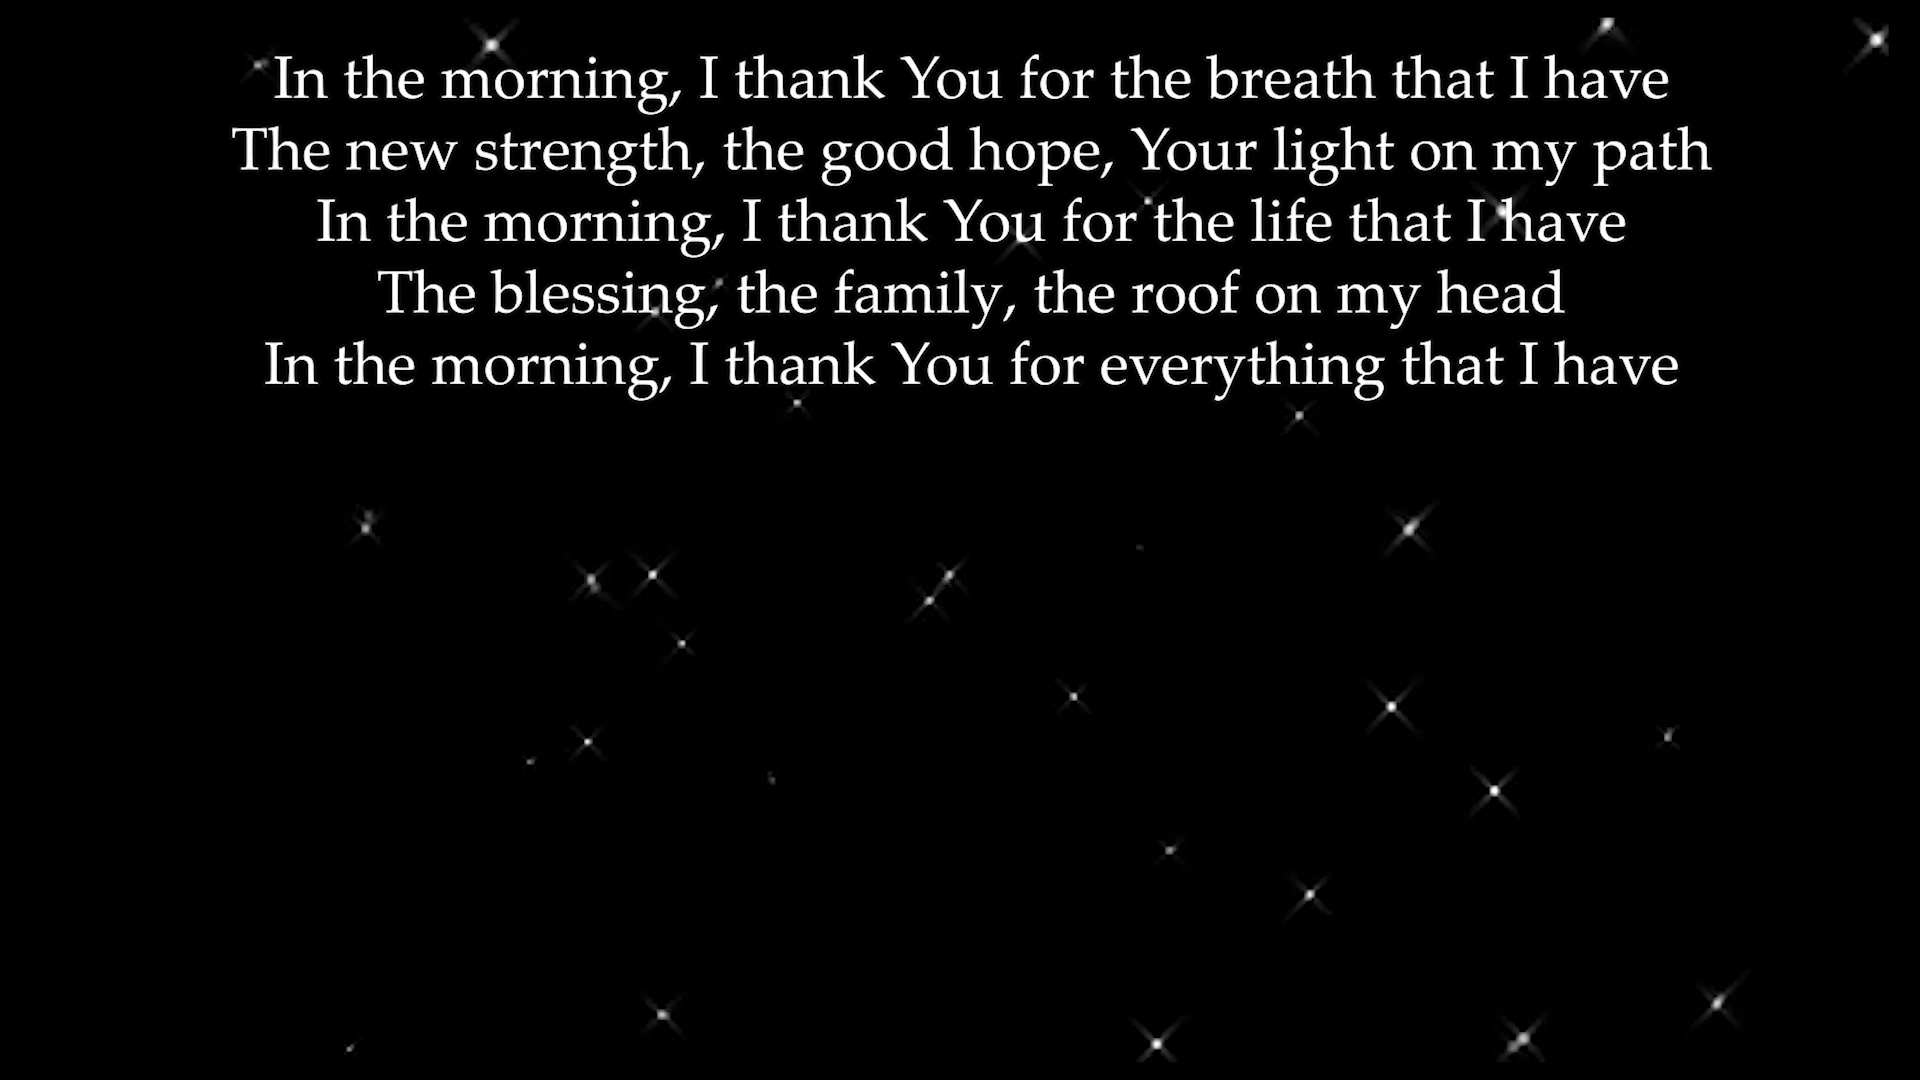 In the morning, I thank You for the breath that I have
The new strength, the good hope, Your light on my path
In the morning, I thank You for the life that I have
The blessing, the family, the roof on my head
In the morning, I thank You for everything that I have